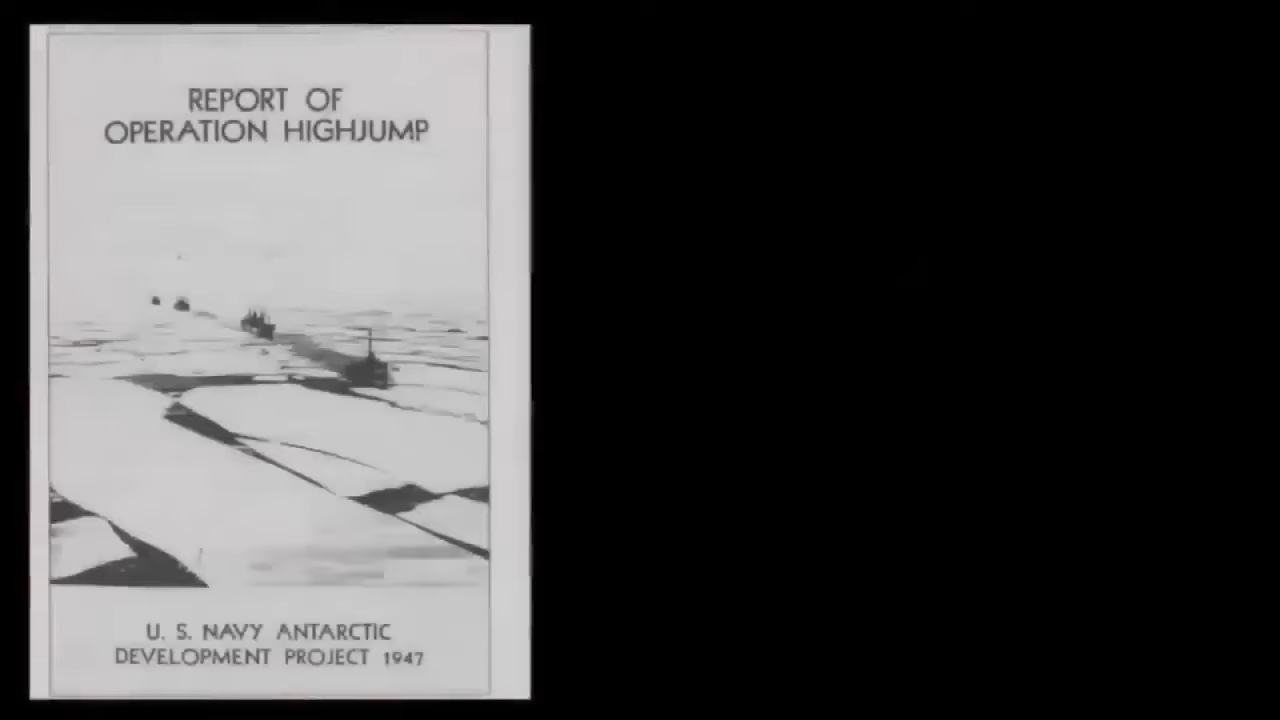 REPORT OF
OPERATION HIGHJUMP
U. S. NAVY ANTARCTIC
DEVELOPMENT PROJECT 1947